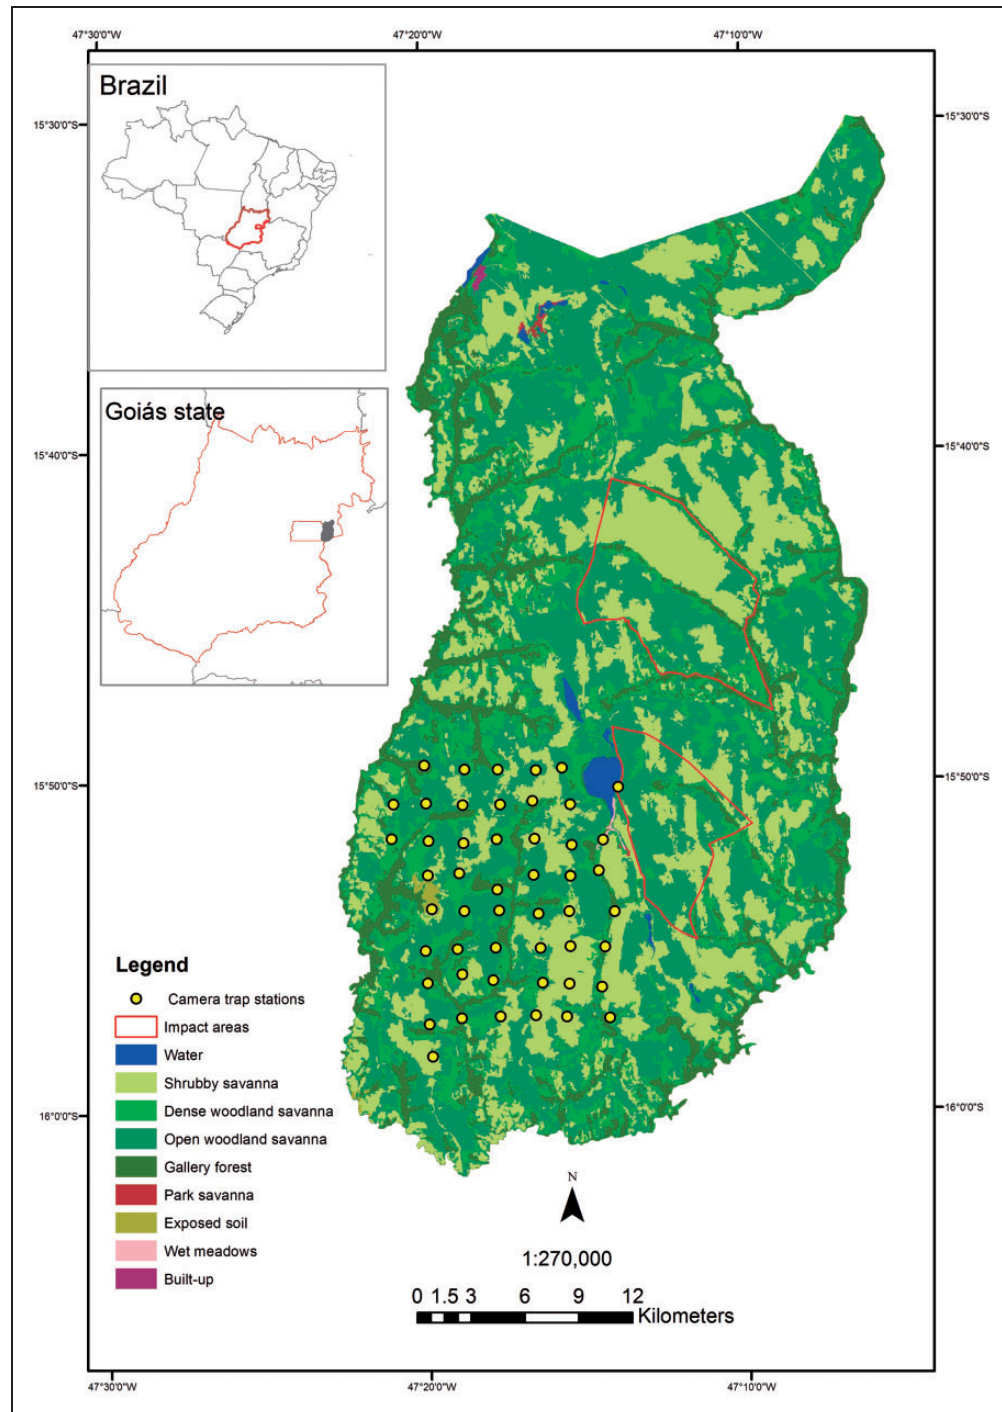 47°30'0"W 47°20'0"W 47°10'0"W
Brazil
15°30'0"S 15°30'0"S
Goiás state
15°40'0"S 15°40'0"S
15°50'0"S 15°50'0"S
Legend
Camera trap stations
Impact areas
Water
Shrubby savanna
Dense woodland savanna
Open woodland savanna
Gallery forest
Park savanna
Exposed soil
Wet meadows
Built-up
16°0'0"S 16°0'0"S
N
1:270,000
0 1.5 3 6 9 12
Kilometers
47°30'0"W 47°20'0"W 47°10'0"W